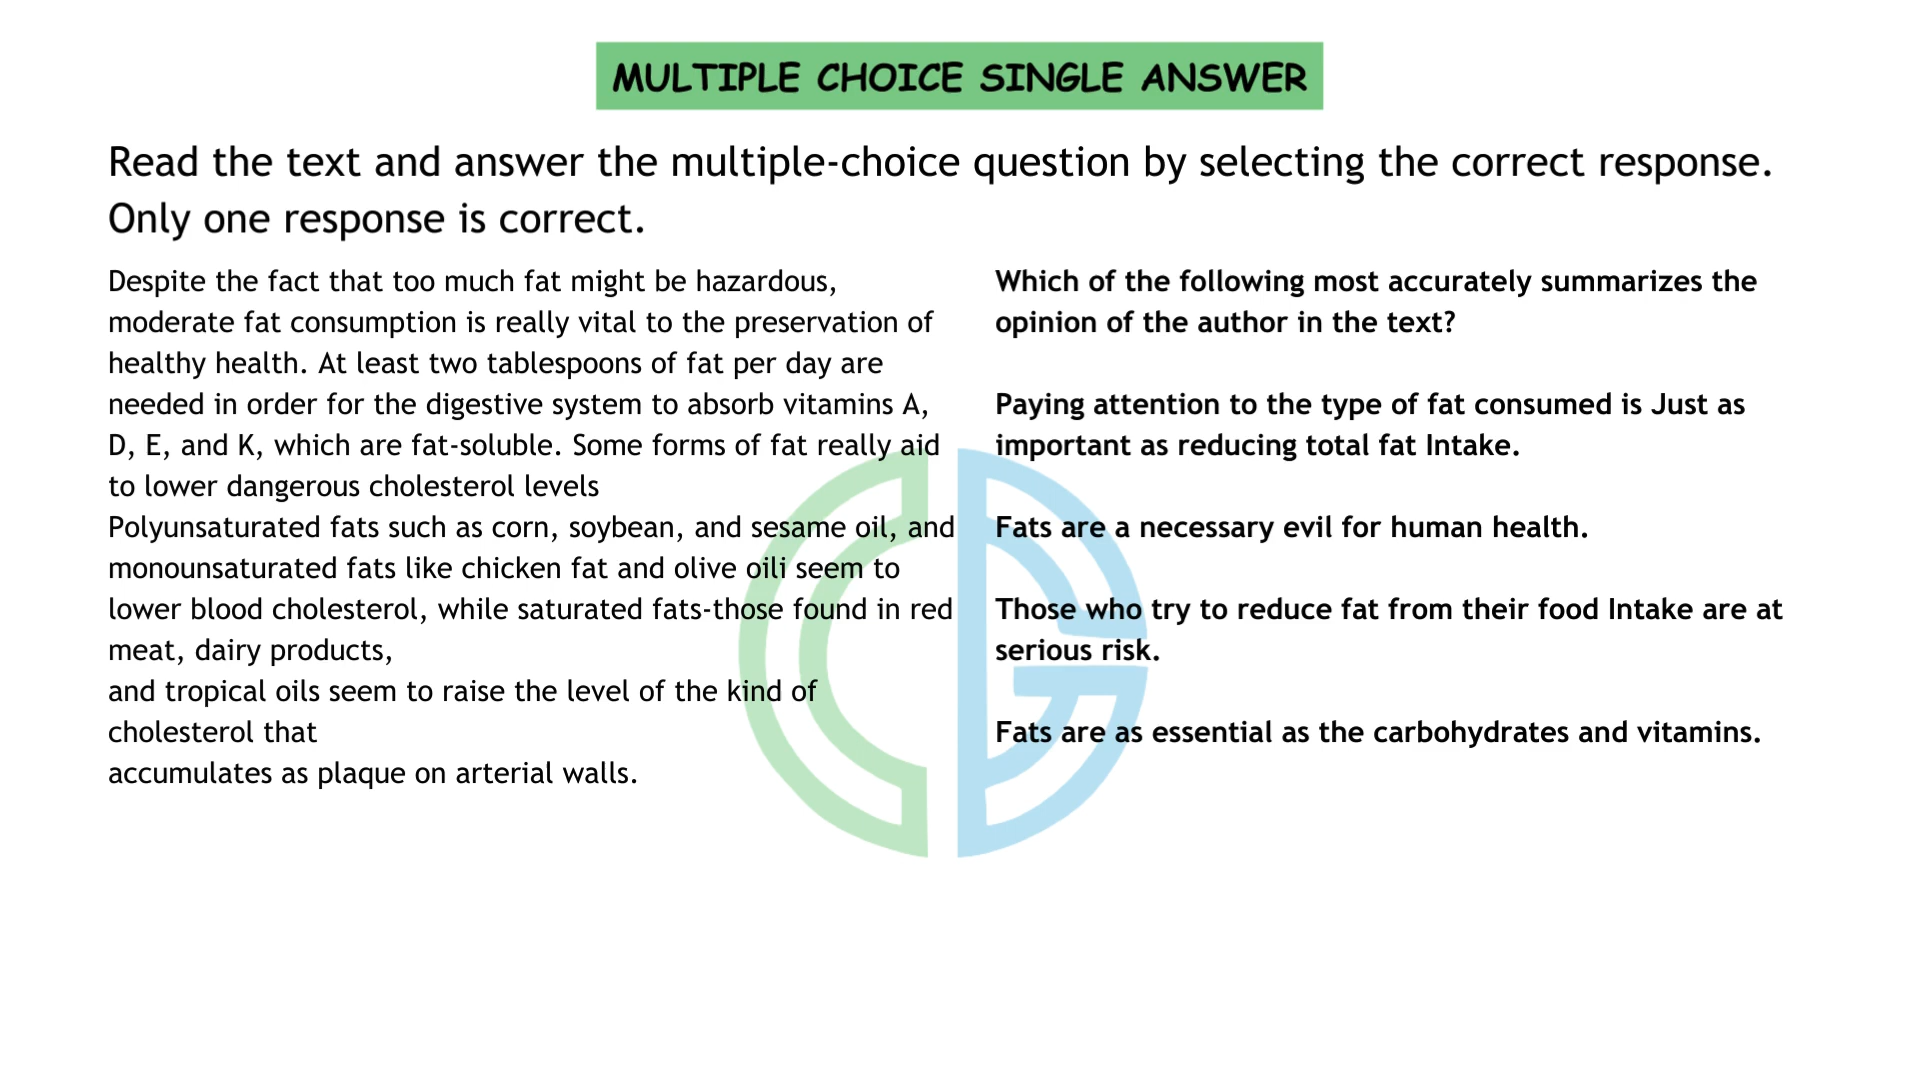 MULTIPLE CHOICE SINGLE ANSWER
Read the text and answer the multiple-choice question by selecting the correct response.
Only one response is correct.
Despite the fact that too much fat might be hazardous,
moderate fat consumption is really vital to the preservation of
healthy health. At least two tablespoons of fat per day are
needed in order for the digestive system to absorb vitamins A,
D, E, and K, which are fat-soluble. Some forms of fat really aid
to lower dangerous cholesterol levels
Polyunsaturated fats such as corn, soybean, and sesame oil, and
monounsaturated fats like chicken fat and olive oili seem to
lower blood cholesterol, while saturated fats-those found in red
meat, dairy products,
and tropical oils seem to raise the level of the kind of
cholesterol that
accumulates as plaque on arterial walls.
Which of the following most accurately summarizes the
opinion of the author in the text?
Paying attention to the type of fat consumed is Just as
important as reducing total fat Intake.
Fats are a necessary evil for human health.
Those who try to reduce fat from their food Intake are at
serious risk.
Fats are as essential as the carbohydrates and vitamins.